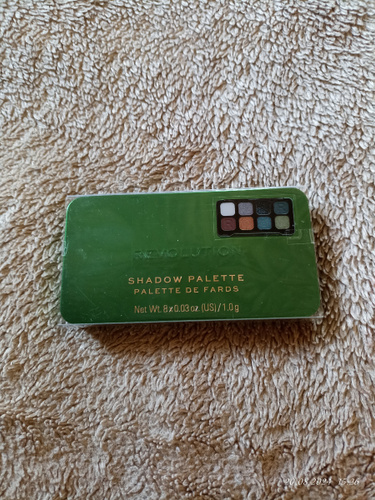 REVOLUTION
SHADOW PALETTE
PALETTE DE FARDS
Net Wt. 8 x 0.03 oz. (US) / 1.0 g